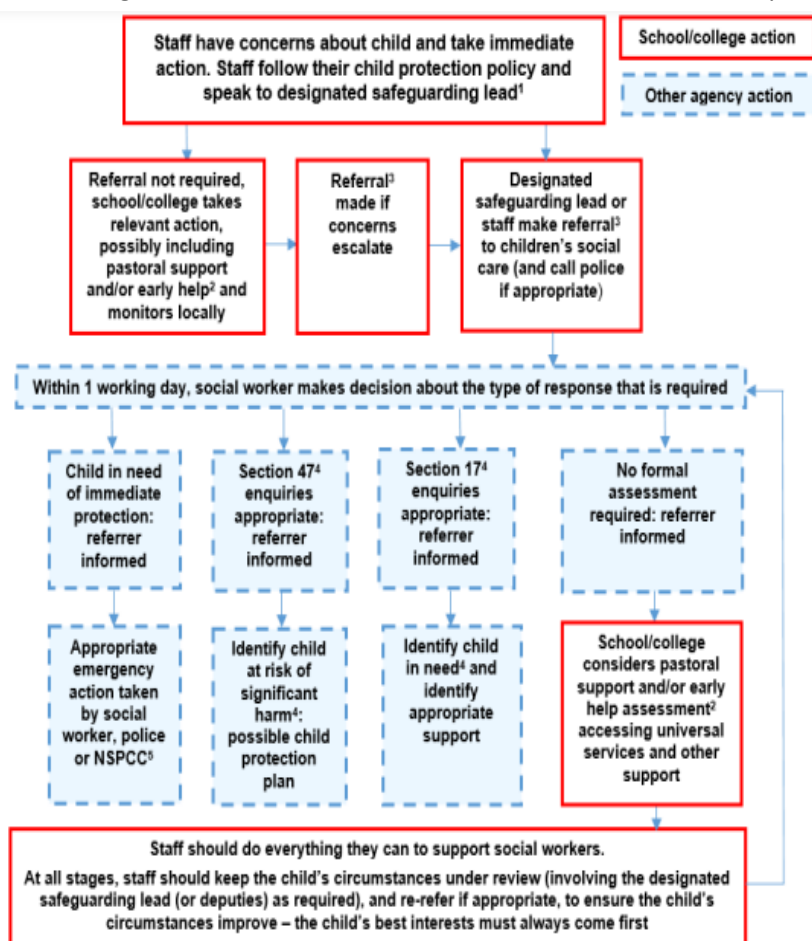 Staff have concerns about child and take immediate
action. Staff follow their child protection policy and
speak to designated safeguarding lead¹
School/college action
Other agency action
Referral not required,
school/college takes
relevant action,
possibly including
pastoral support
and/or early help² and
monitors locally
Referral³
made if
concerns
escalate
Designated
safeguarding lead or
staff make referral³
to children's social
care (and call police
if appropriate)
Within 1 working day, social worker makes decision about the type of response that is required
Child in need
of immediate
protection:
referrer
informed
Section 47⁴
enquiries
appropriate:
referrer
informed
Section 17⁴
enquiries
appropriate:
referrer
informed
No formal
assessment
required: referrer
informed
Appropriate
emergency
action taken
by social
worker, police
or NSPCC⁵
Identify child
at risk of
significant
harm⁴:
possible child
protection
plan
Identify child
in need⁴ and
identify
appropriate
support
School/college
considers pastoral
support and/or early
help assessment²
accessing universal
services and other
support
Staff should do everything they can to support social workers.
At all stages, staff should keep the child's circumstances under review (involving the designated
safeguarding lead (or deputies) as required), and re-refer if appropriate, to ensure the child's
circumstances improve – the child's best interests must always come first